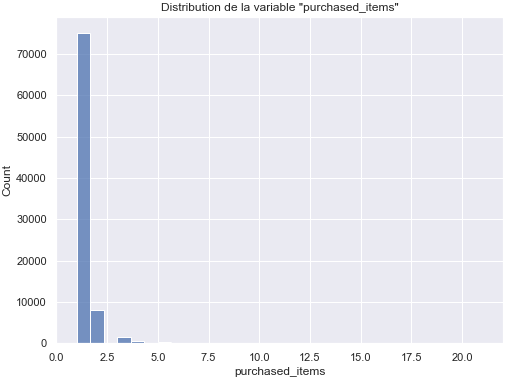 Distribution de la variable "purchased_items"
70000
60000
50000
40000
30000
20000
10000
0
Count
0.0 2.5 5.0 7.5 10.0 12.5 15.0 17.5 20.0
purchased_items